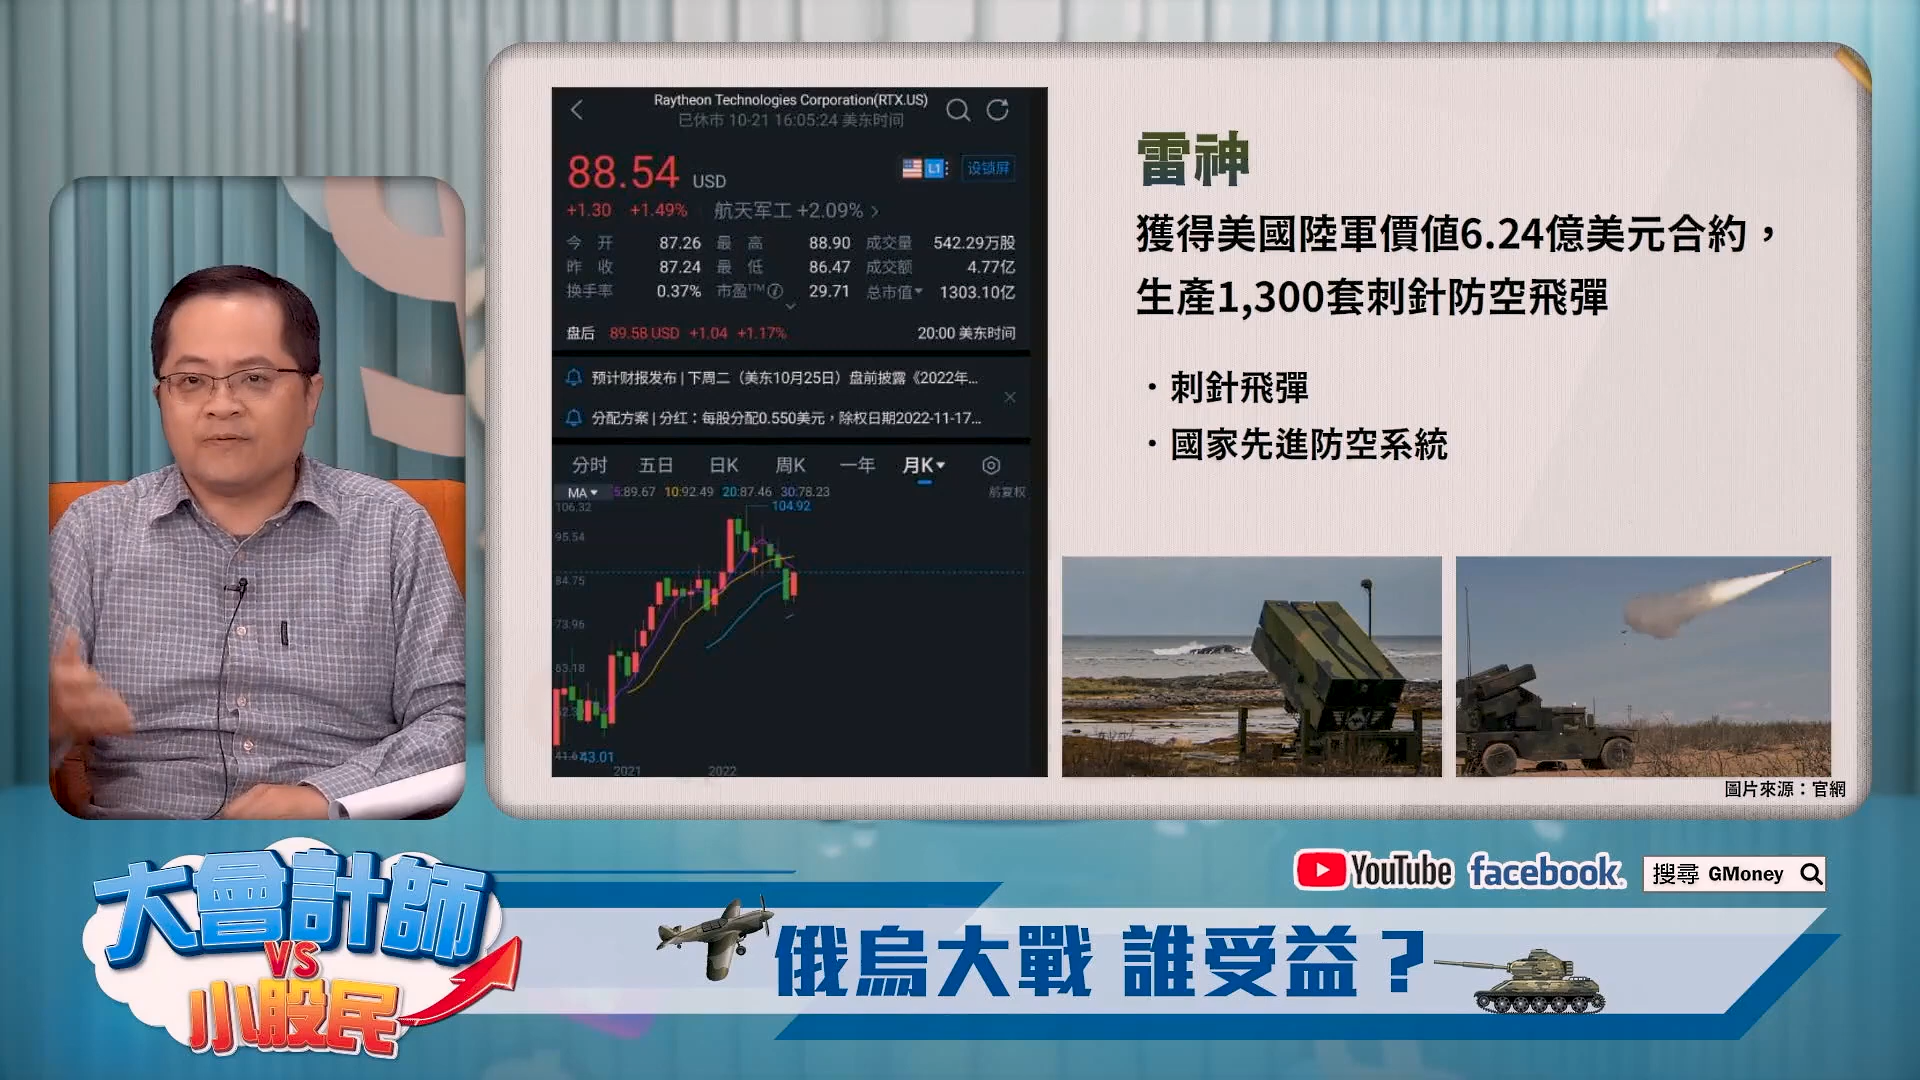 Raytheon Technologies Corporation(RTX.US)
已休市 10-21 16:05:24 美东时间
88.54 USD
L1
设锁屏
+1.30 +1.49% 航天军工 +2.09%
今 开 87.26 最 高 88.90 成交量 542.29万股
昨 收 87.24 最 低 86.47 成交额 4.77亿
换手率 0.37% 市盈TTM 29.71 总市值 1303.10亿
盘后 89.58 USD +1.04 +1.17% 20:00 美东时间
预计财报发布 | 下周二（美东10月25日）盘前披露《2022年...
分配方案 | 分红：每股分配0.550美元，除权日期2022-11-17...
分时 五日 日K 周K 一年 月K
MA 5:89.67 10:92.49 20:87.46 30:78.23 前复权
106.32
104.92
95.54
84.75
73.96
63.18
43.01
2021 2022
雷神
獲得美國陸軍價值6.24億美元合約，
生產1,300套刺針防空飛彈
・刺針飛彈
・國家先進防空系統
圖片來源：官網
YouTube facebook 搜尋 GMoney
大會計師
VS
小股民
俄烏大戰 誰受益？